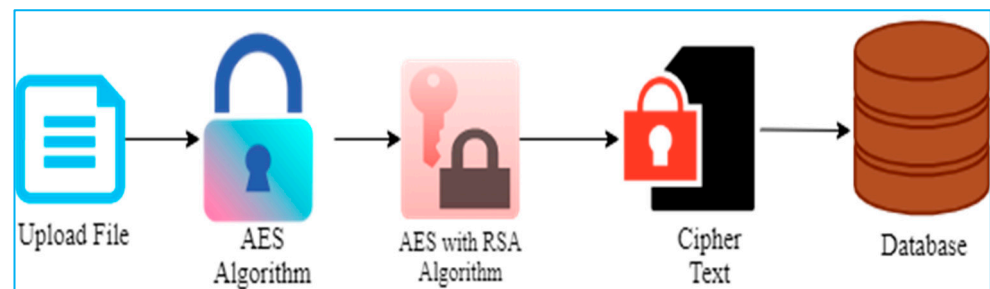 Upload File
AES
Algorithm
AES with RSA
Algorithm
Cipher
Text
Database